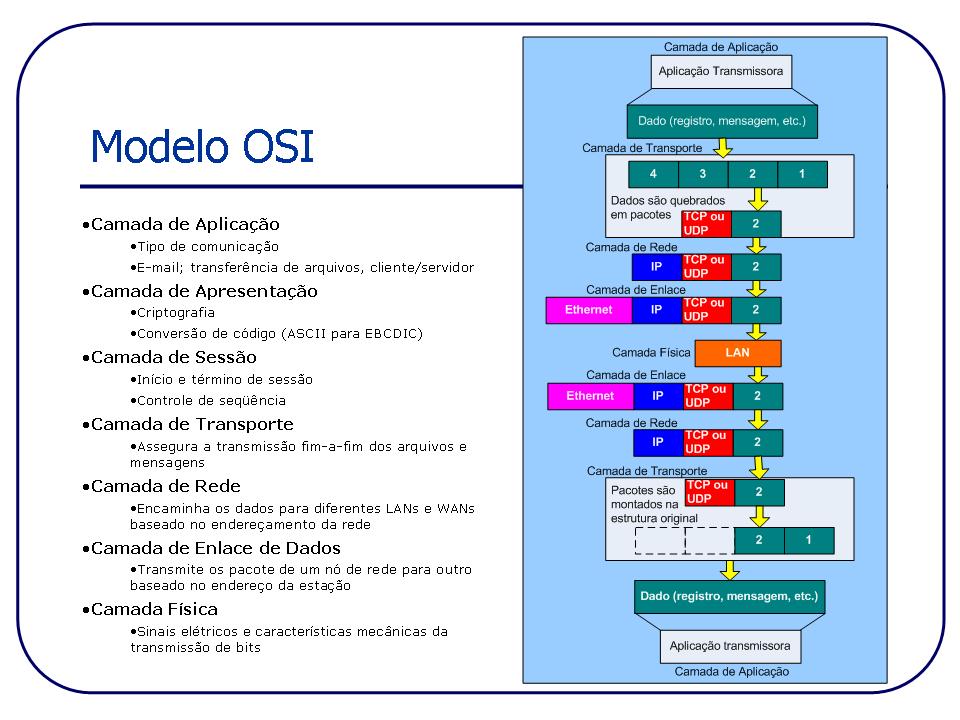 Modelo OSI
•Camada de Aplicação
•Tipo de comunicação
•E-mail; transferência de arquivos, cliente/servidor
•Camada de Apresentação
•Criptografia
•Conversão de código (ASCII para EBCDIC)
•Camada de Sessão
•Início e término de sessão
•Controle de seqüência
•Camada de Transporte
•Assegura a transmissão fim-a-fim dos arquivos e
mensagens
•Camada de Rede
•Encaminha os dados para diferentes LANs e WANs
baseado no endereçamento da rede
•Camada de Enlace de Dados
•Transmite os pacote de um nó de rede para outro
baseado no endereço da estação
•Camada Física
•Sinais elétricos e características mecânicas da
transmissão de bits
Camada de Aplicação
Aplicação Transmissora
Dado (registro, mensagem, etc.)
Camada de Transporte
4 3 2 1
Dados são quebrados
em pacotes
TCP ou
UDP
2
Camada de Rede
IP
TCP ou
UDP
2
Camada de Enlace
Ethernet
IP
TCP ou
UDP
2
Camada Física
LAN
Camada de Enlace
Ethernet
IP
TCP ou
UDP
2
Camada de Rede
IP
TCP ou
UDP
2
Camada de Transporte
Pacotes são
montados na
estrutura original
TCP ou
UDP
2
2 1
Dado (registro, mensagem, etc.)
Aplicação transmissora
Camada de Aplicação